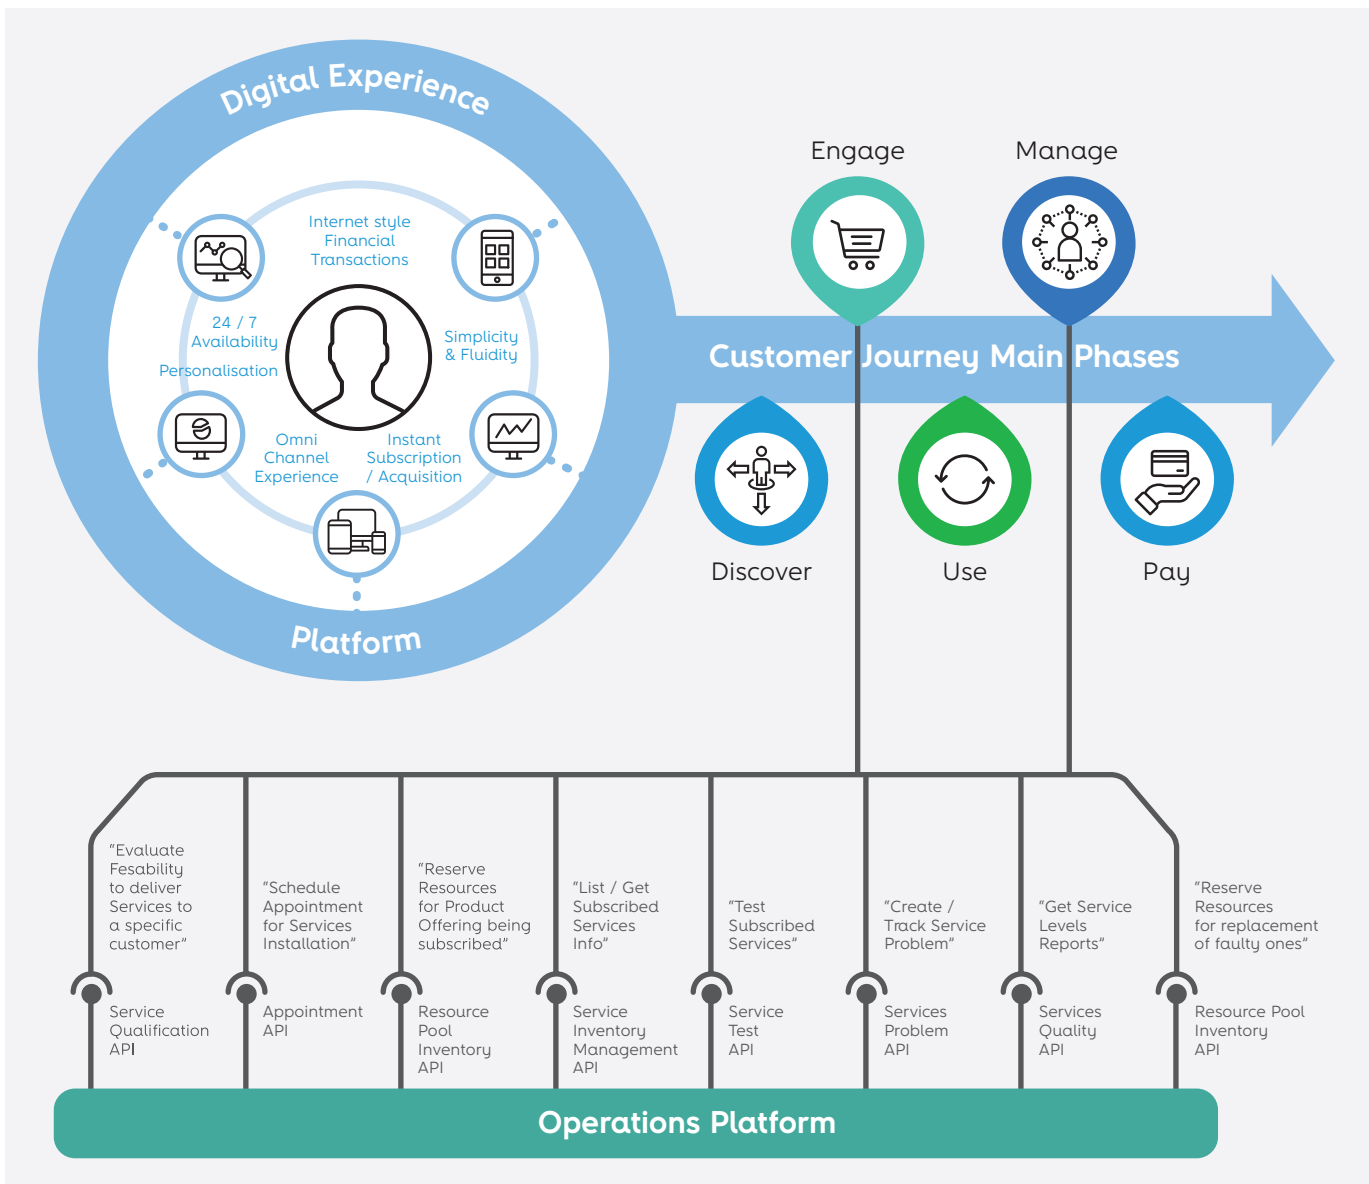 Digital Experience
Internet style
Financial
Transactions
24 / 7
Availability
Personalisation
Simplicity
& Fluidity
Omni
Channel
Experience
Instant
Subscription
/ Acquisition
Platform
Engage
Manage
Customer Journey Main Phases
Discover
Use
Pay
"Evaluate
Fesability
to deliver
Services to
a specific
customer"
"Schedule
Appointment
for Services
Installation"
"Reserve
Resources
for Product
Offering being
subscribed"
"List / Get
Subscribed
Services
Info"
"Test
Subscribed
Services"
"Create /
Track Service
Problem"
"Get Service
Levels
Reports"
"Reserve
Resources
for replacement
of faulty ones"
Service
Qualification
API
Appointment
API
Resource
Pool
Inventory
API
Service
Inventory
Management
API
Service
Test
API
Services
Problem
API
Services
Quality
API
Resource Pool
Inventory
API
Operations Platform